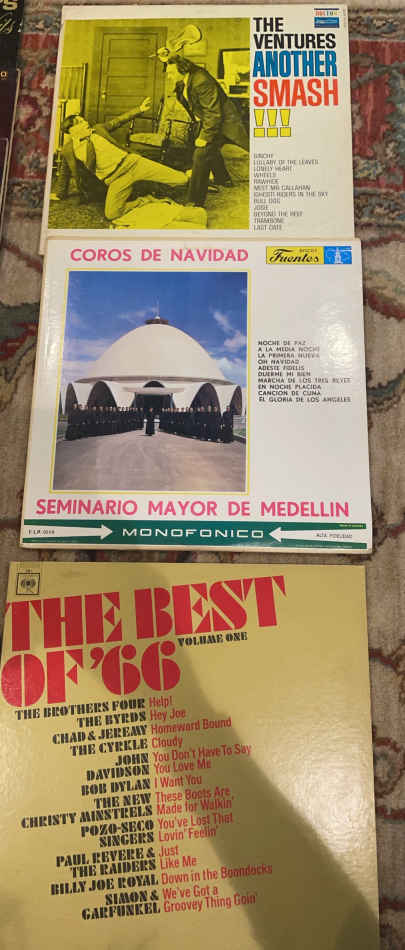 THE
VENTURES
ANOTHER
SMASH
!!!
GINCHY
LULLABY OF THE LEAVES
LONELY HEART
WHEELS
RAWHIDE
MEET MR. CALLAHAN
(GHOST) RIDERS IN THE SKY
BULL DOG
JOSIE
BEYOND THE REEF
TRAMBONE
LAST DATE
COROS DE NAVIDAD
DISCOS
Fuentes
NOCHE DE PAZ
A LA MEDIA NOCHE
LA PRIMERA NUEVA
OH NAVIDAD
ADESTE FIDELIS
DUERME MI BIEN
MARCHA DE LOS TRES REYES
EN NOCHE PLACIDA
CANCION DE CUNA
EL GLORIA DE LOS ANGELES
SEMINARIO MAYOR DE MEDELLIN
MONOFONICO
ALTA FIDELIDAD
THE BEST
OF '66
VOLUME ONE
THE BROTHERS FOUR Help!
THE BYRDS Hey Joe
CHAD & JEREMY Homeward Bound
THE CYRKLE Cloudy
JOHN DAVIDSON You Don't Have To Say
You Love Me
BOB DYLAN I Want You
THE NEW CHRISTY MINSTRELS These Boots Are
Made for Walkin'
POZO-SECO SINGERS You've Lost That
Lovin' Feelin'
PAUL REVERE & THE RAIDERS Just
Like Me
BILLY JOE ROYAL Down in the Boondocks
SIMON & GARFUNKEL We've Got a
Groovey Thing Goin'